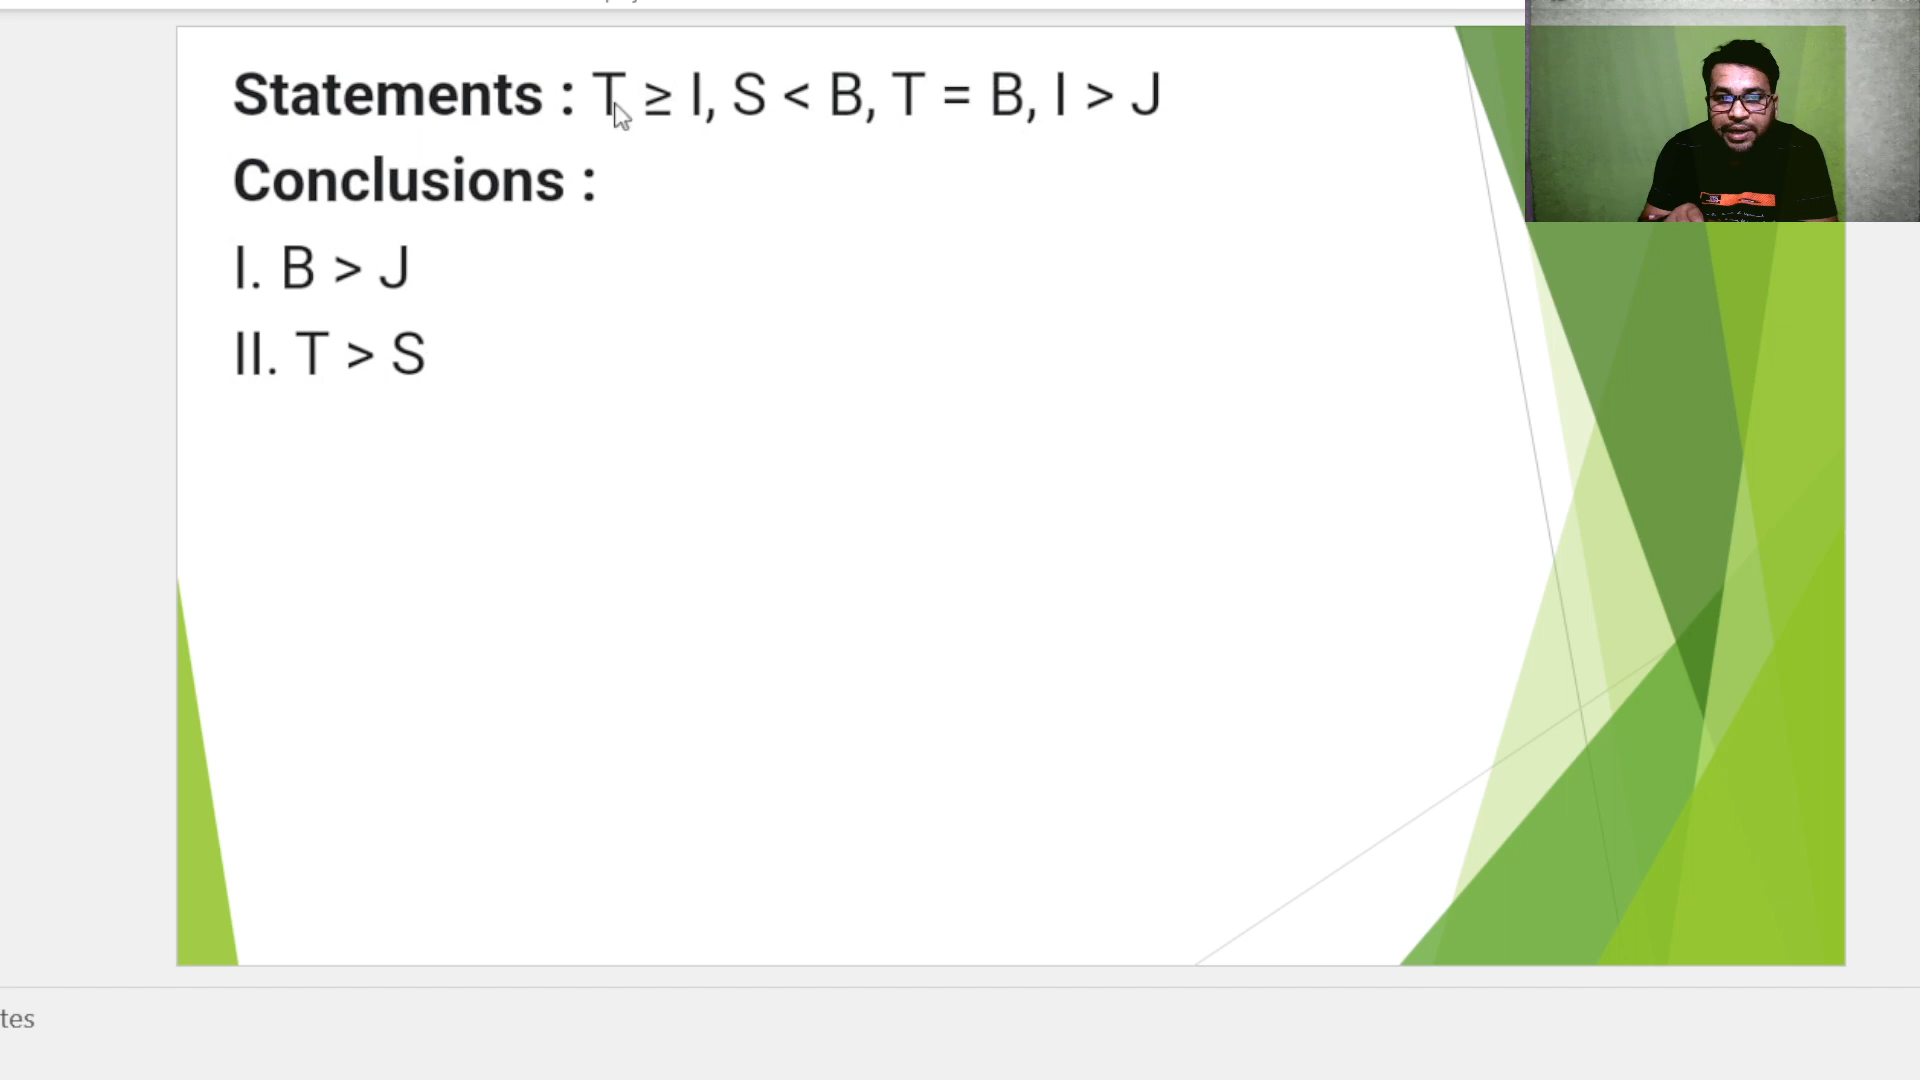 Statements : T ≥ I, S < B, T = B, I > J
Conclusions :
I. B > J
II. T > S
tes